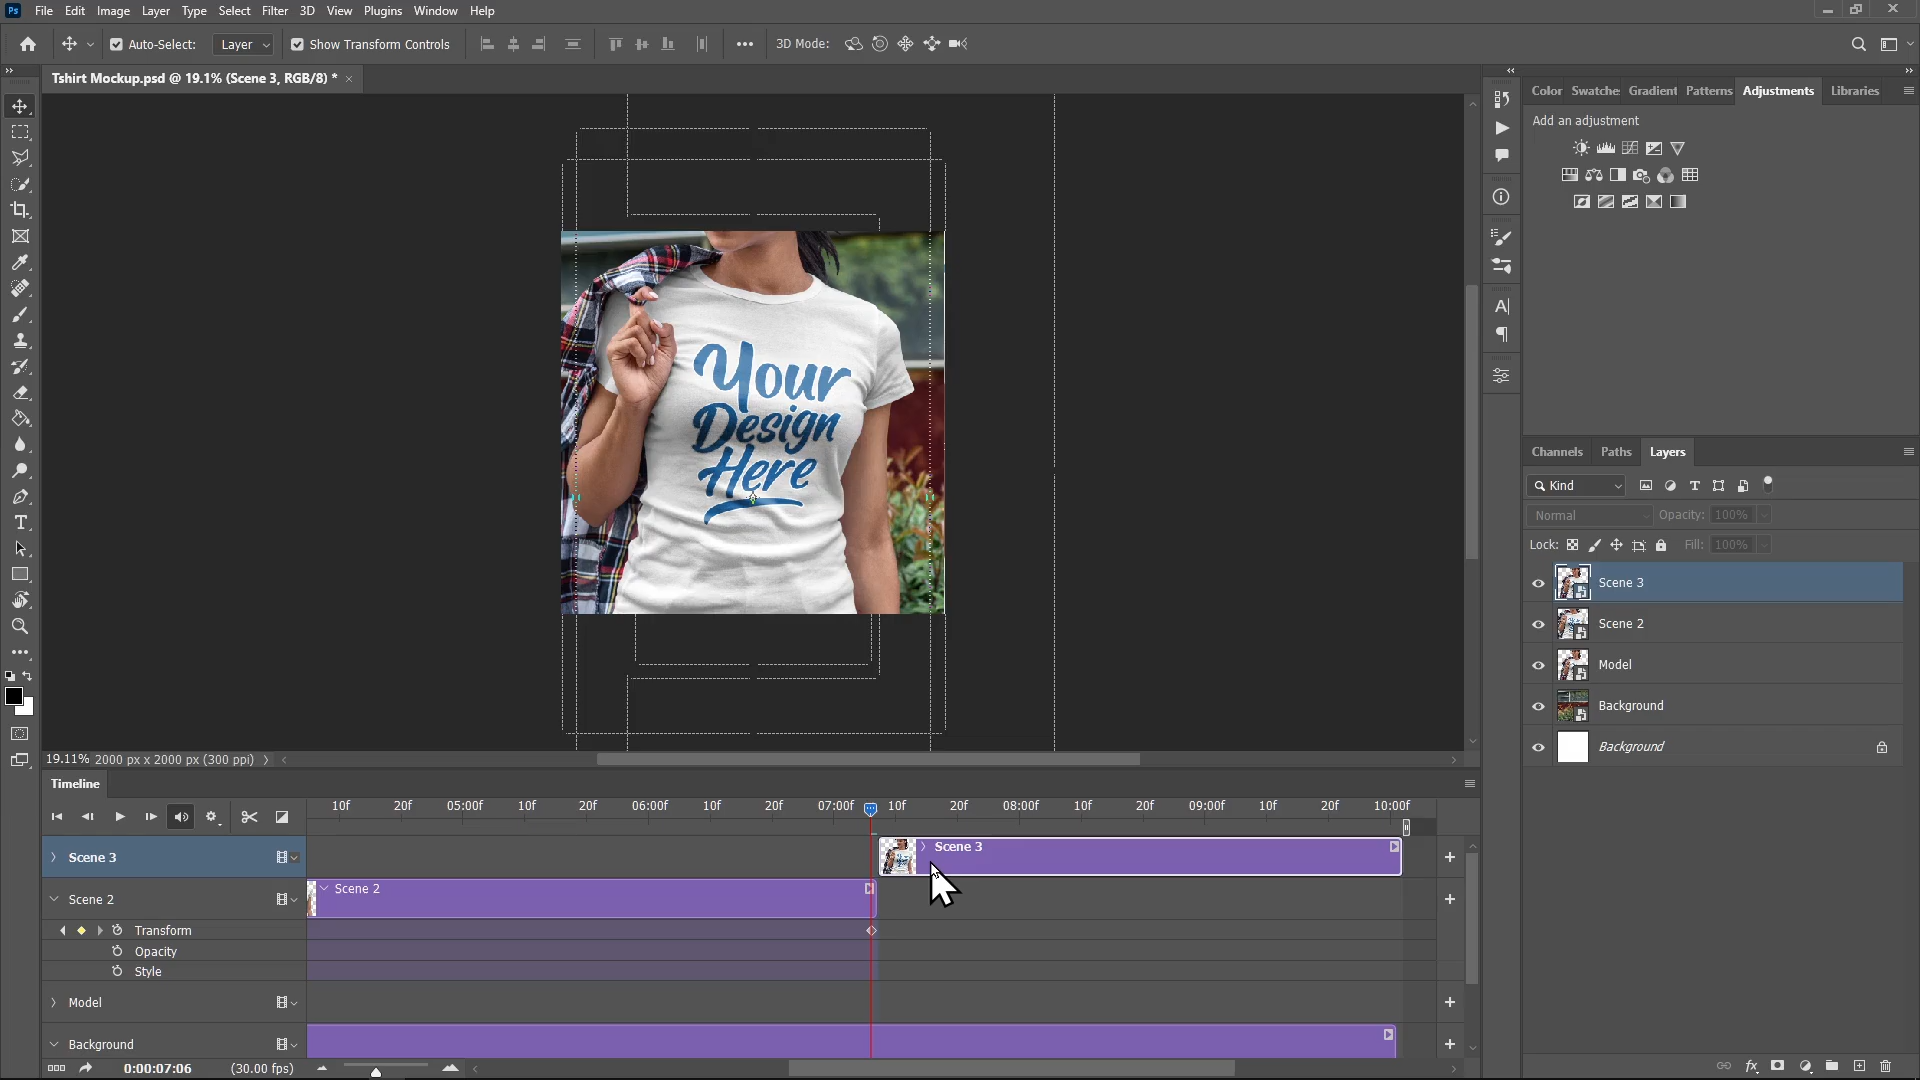 Ps File Edit Image Layer Type Select Filter 3D View Plugins Window Help
Auto-Select: Layer Show Transform Controls 3D Mode:
Tshirt Mockup.psd @ 19.1% (Scene 3, RGB/8) *
Color Swatche Gradient Patterns Adjustments Libraries
Add an adjustment
Your
Design
Here
Channels Paths Layers
Kind
Normal Opacity: 100%
Lock: Fill: 100%
Scene 3
Scene 2
Model
Background
Background
19.11% 2000 px x 2000 px (300 ppi)
Timeline
10f 20f 05:00f 10f 20f 06:00f 10f 20f 07:00f 10f 20f 08:00f 10f 20f 09:00f 10f 20f 10:00f
Scene 3 Scene 3
Scene 2 Scene 2
Transform
Opacity
Style
Model
Background
0:00:07:06 (30.00 fps)